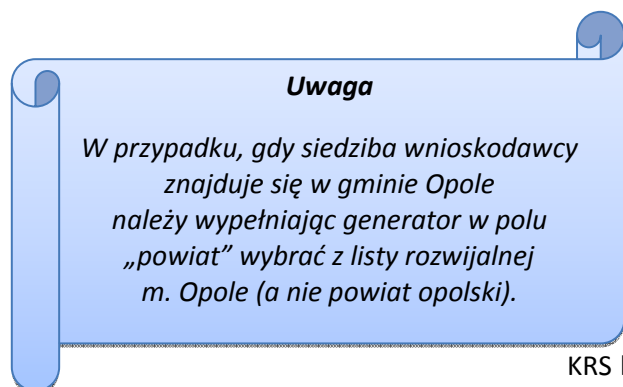 Uwaga
W przypadku, gdy siedziba wnioskodawcy
znajduje się w gminie Opole
należy wypełniając generator w polu
„powiat” wybrać z listy rozwijalnej
m. Opole (a nie powiat opolski).
KRS